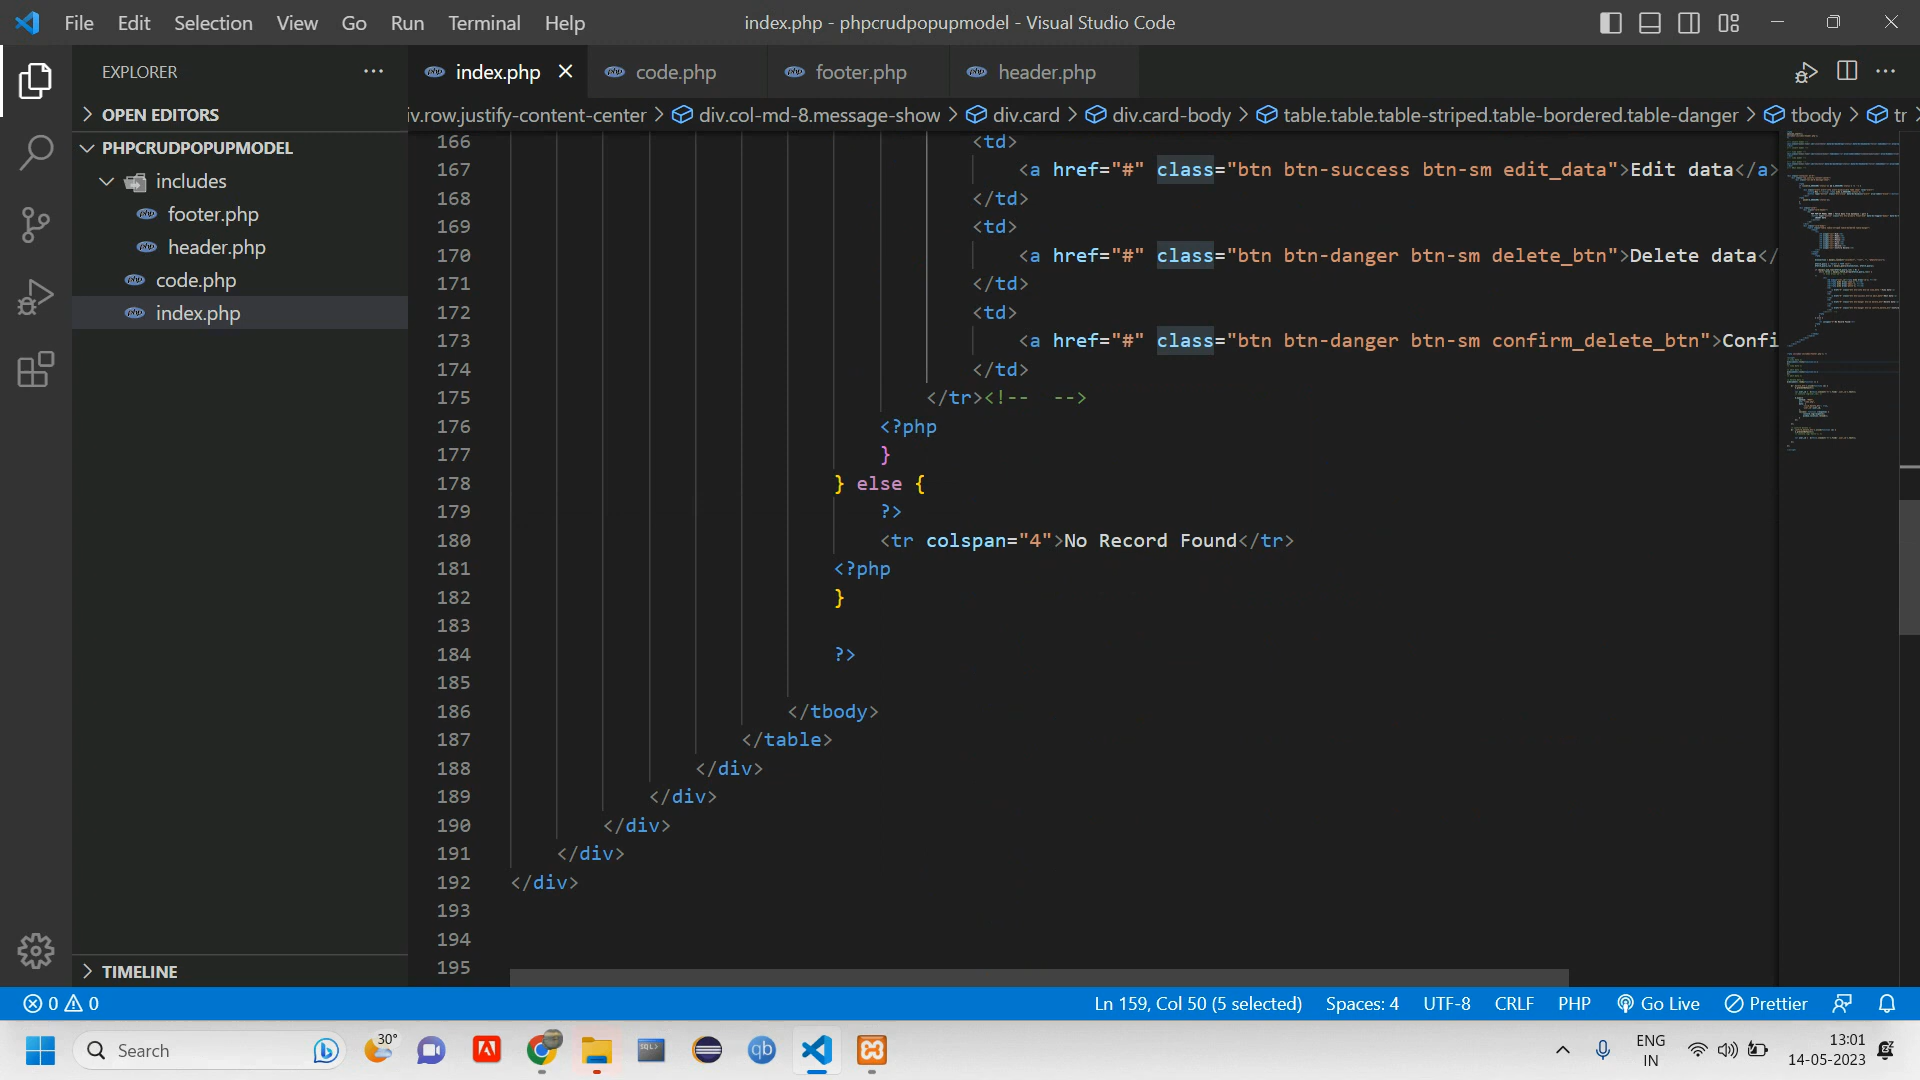 File Edit Selection View Go Run Terminal Help
index.php - phpcrudpopupmodel - Visual Studio Code
EXPLORER
index.php
code.php
footer.php
header.php
OPEN EDITORS
iv.row.justify-content-center > div.col-md-8.message-show > div.card > div.card-body > table.table.table-striped.table-bordered.table-danger > tbody > tr
PHPCRUDPOPUPMODEL
includes
footer.php
header.php
code.php
index.php
166 <td>
167 <a href="#" class="btn btn-success btn-sm edit_data">Edit data</a>
168 </td>
169 <td>
170 <a href="#" class="btn btn-danger btn-sm delete_btn">Delete data</
171 </td>
172 <td>
173 <a href="#" class="btn btn-danger btn-sm confirm_delete_btn">Confi
174 </td>
175 </tr><!--  -->
176 <?php
177 }
178 } else {
179 ?>
180 <tr colspan="4">No Record Found</tr>
181 <?php
182 }
183
184 ?>
185
186 </tbody>
187 </table>
188 </div>
189 </div>
190 </div>
191 </div>
192 </div>
193
194
195
TIMELINE
0 0
Ln 159, Col 50 (5 selected) Spaces: 4 UTF-8 CRLF PHP Go Live Prettier
Search
30°
SQL>
qb
ENG
IN
13:01
14-05-2023